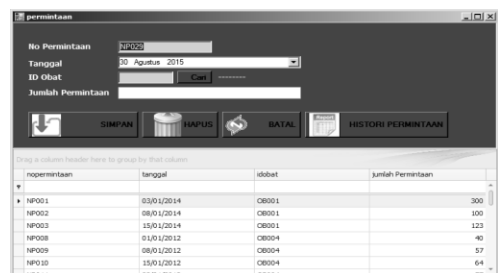 permintaan
No Permintaan NP029
Tanggal 30 Agustus 2015
ID Obat Cari --------
Jumlah Permintaan
SIMPAN HAPUS BATAL HISTORI PERMINTAAN
Drag a column header here to group by that column
nopermintaan tanggal idobat jumlah Permintaan
NP001 03/01/2014 OB001 300
NP002 08/01/2014 OB001 100
NP003 15/01/2014 OB001 123
NP008 01/01/2012 OB004 40
NP009 08/01/2012 OB004 57
NP010 15/01/2012 OB004 64